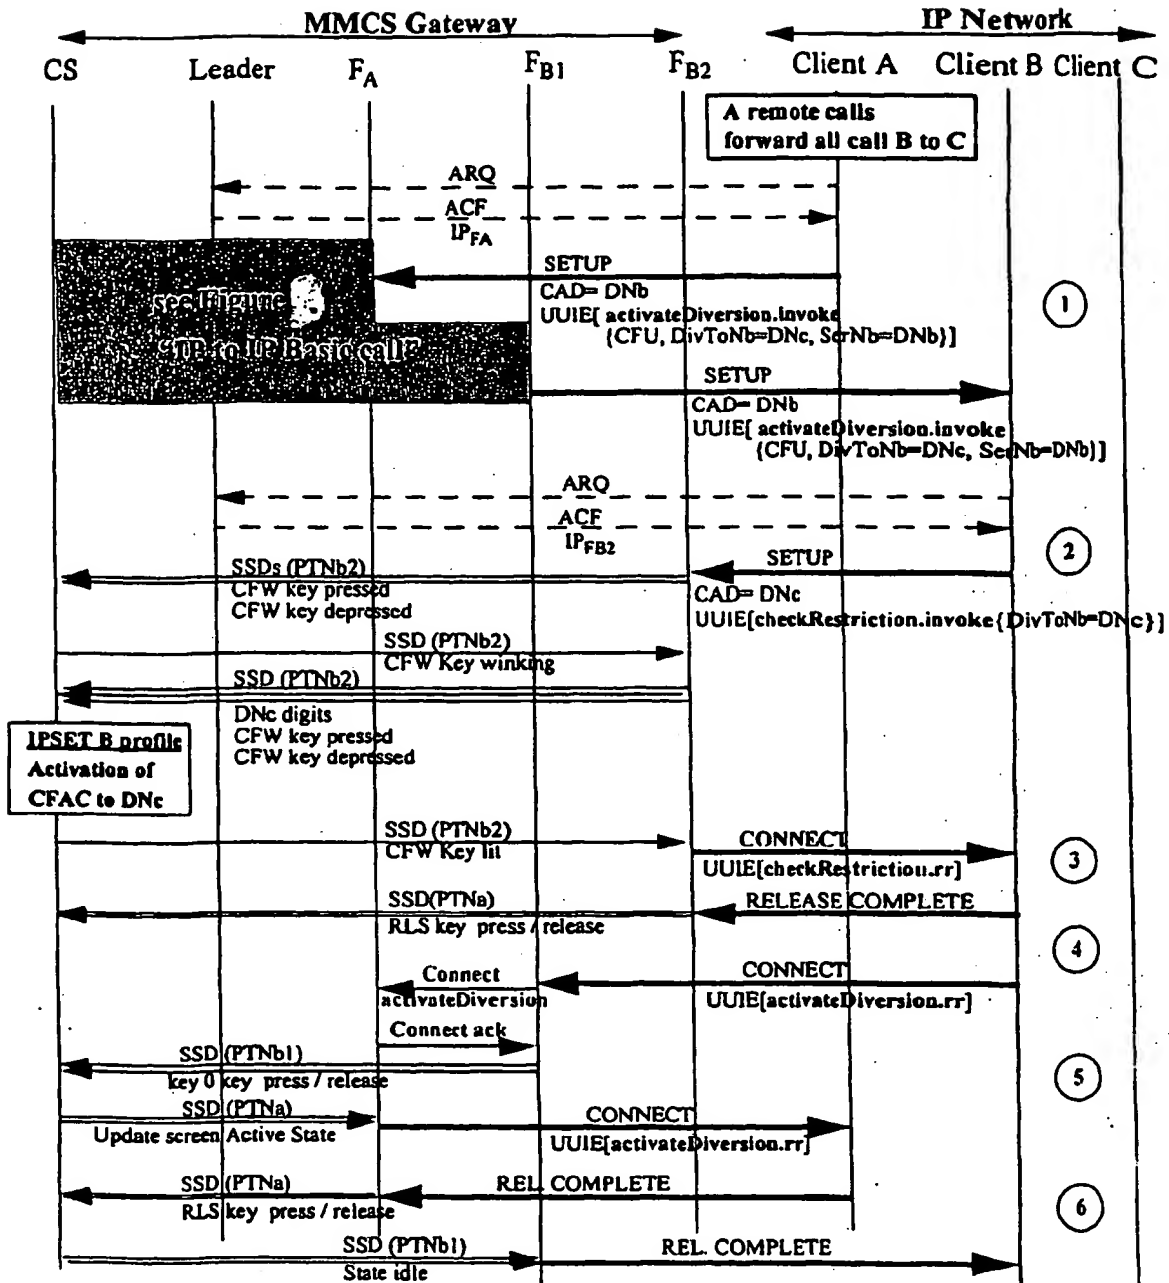 MMCS Gateway
IP Network
CS
Leader
FA
FB1
FB2
Client A
Client B
Client C
A remote calls
forward all call B to C
ARQ
ACF
IPFA
see Figure
"IP to IP Basic call"
SETUP
CAD= DNb
UUIE[ activateDiversion.invoke
{CFU, DivToNb=DNc, SerNb=DNb}]
1
SETUP
CAD= DNb
UUIE[ activateDiversion.invoke
{CFU, DivToNb=DNc, SerNb=DNb}]
ARQ
ACF
IPFB2
2
SETUP
CAD= DNc
UUIE[checkRestriction.invoke{DivToNb=DNc}]
SSDs (PTNb2)
CFW key pressed
CFW key depressed
SSD (PTNb2)
CFW Key winking
SSD (PTNb2)
DNc digits
CFW key pressed
CFW key depressed
IPSET B profile
Activation of
CFAC to DNc
SSD (PTNb2)
CFW Key lit
CONNECT
UUIE[checkRestriction.rr]
3
SSD(PTNa)
RLS key press / release
RELEASE COMPLETE
4
Connect
activateDiversion
CONNECT
UUIE[activateDiversion.rr]
Connect ack
SSD (PTNb1)
key 0 key press / release
5
SSD (PTNa)
Update screen Active State
CONNECT
UUIE[activateDiversion.rr]
SSD (PTNa)
RLS key press / release
REL. COMPLETE
6
SSD (PTNb1)
State idle
REL. COMPLETE